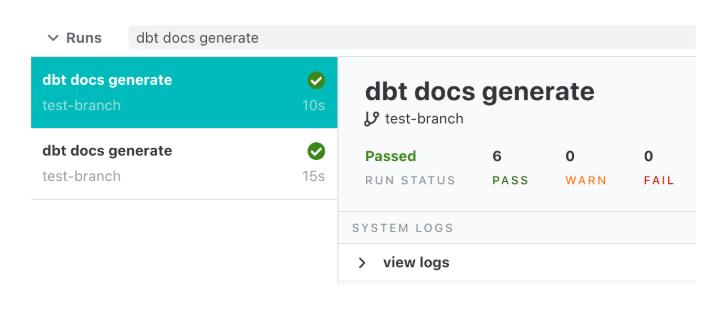 Runs
dbt docs generate
dbt docs generate
test-branch 10s
dbt docs generate
test-branch 15s
dbt docs generate
test-branch
Passed 6 0 0
RUN STATUS PASS WARN FAIL
SYSTEM LOGS
view logs